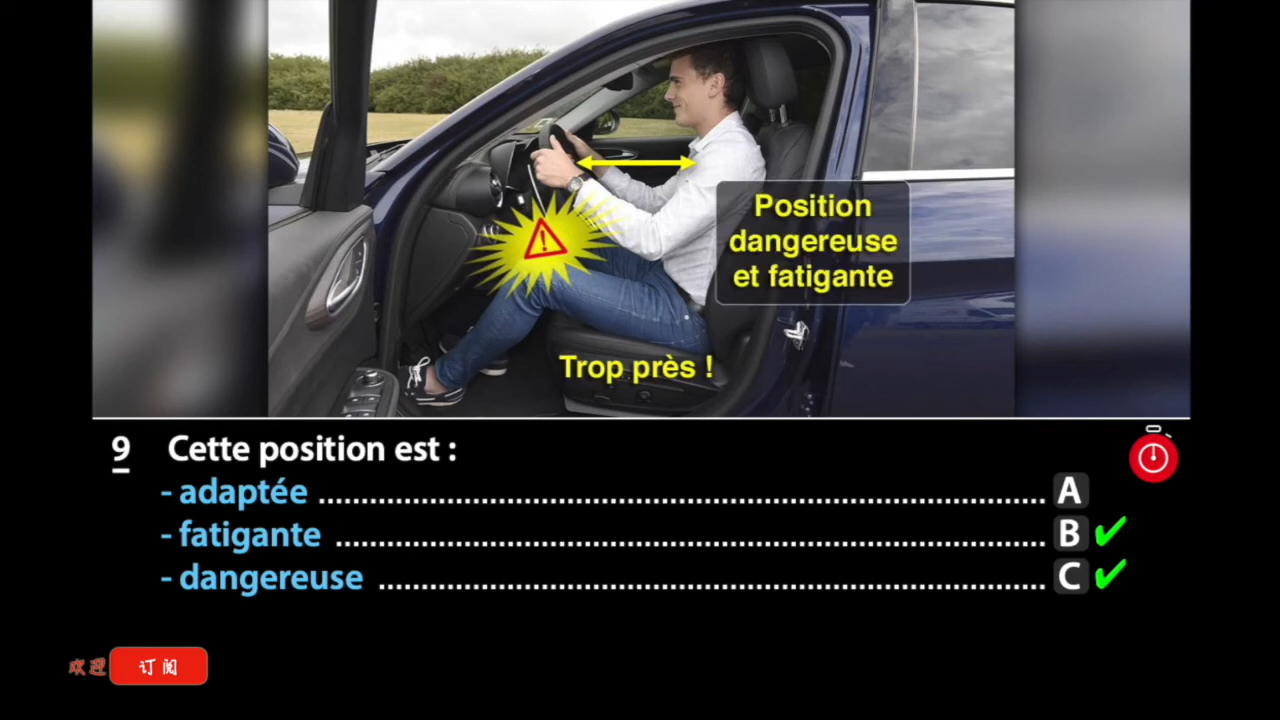 Position
dangereuse
et fatigante
Trop près !
9 Cette position est :
- adaptée ........................................ A
- fatigante ........................................ B ✔
- dangereuse ........................................ C ✔
欢迎 订阅